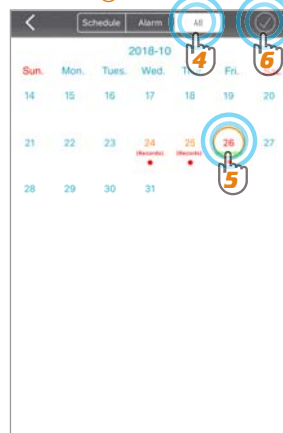 Schedule Alarm All
2018-10
4 6
Sun. Mon. Tues. Wed. Fri.
14 15 16 17 18 19 20
21 22 23 24 25 26 27
(Records) (Records)
5
28 29 30 31